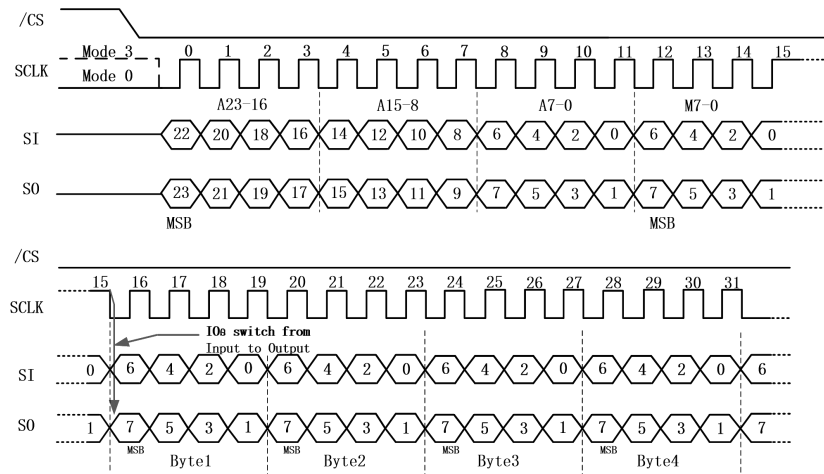 /CS
Mode 3 0 1 2 3 4 5 6 7 8 9 10 11 12 13 14 15
SCLK
Mode 0
A23-16 A15-8 A7-0 M7-0
SI 22 20 18 16 14 12 10 8 6 4 2 0 6 4 2 0
SO 23 21 19 17 15 13 11 9 7 5 3 1 7 5 3 1
MSB MSB
/CS
15 16 17 18 19 20 21 22 23 24 25 26 27 28 29 30 31
SCLK
IOs switch from
Input to Output
SI 0 6 4 2 0 6 4 2 0 6 4 2 0 6 4 2 0 6
SO 1 7 5 3 1 7 5 3 1 7 5 3 1 7 5 3 1 7
MSB MSB MSB MSB
Byte1 Byte2 Byte3 Byte4